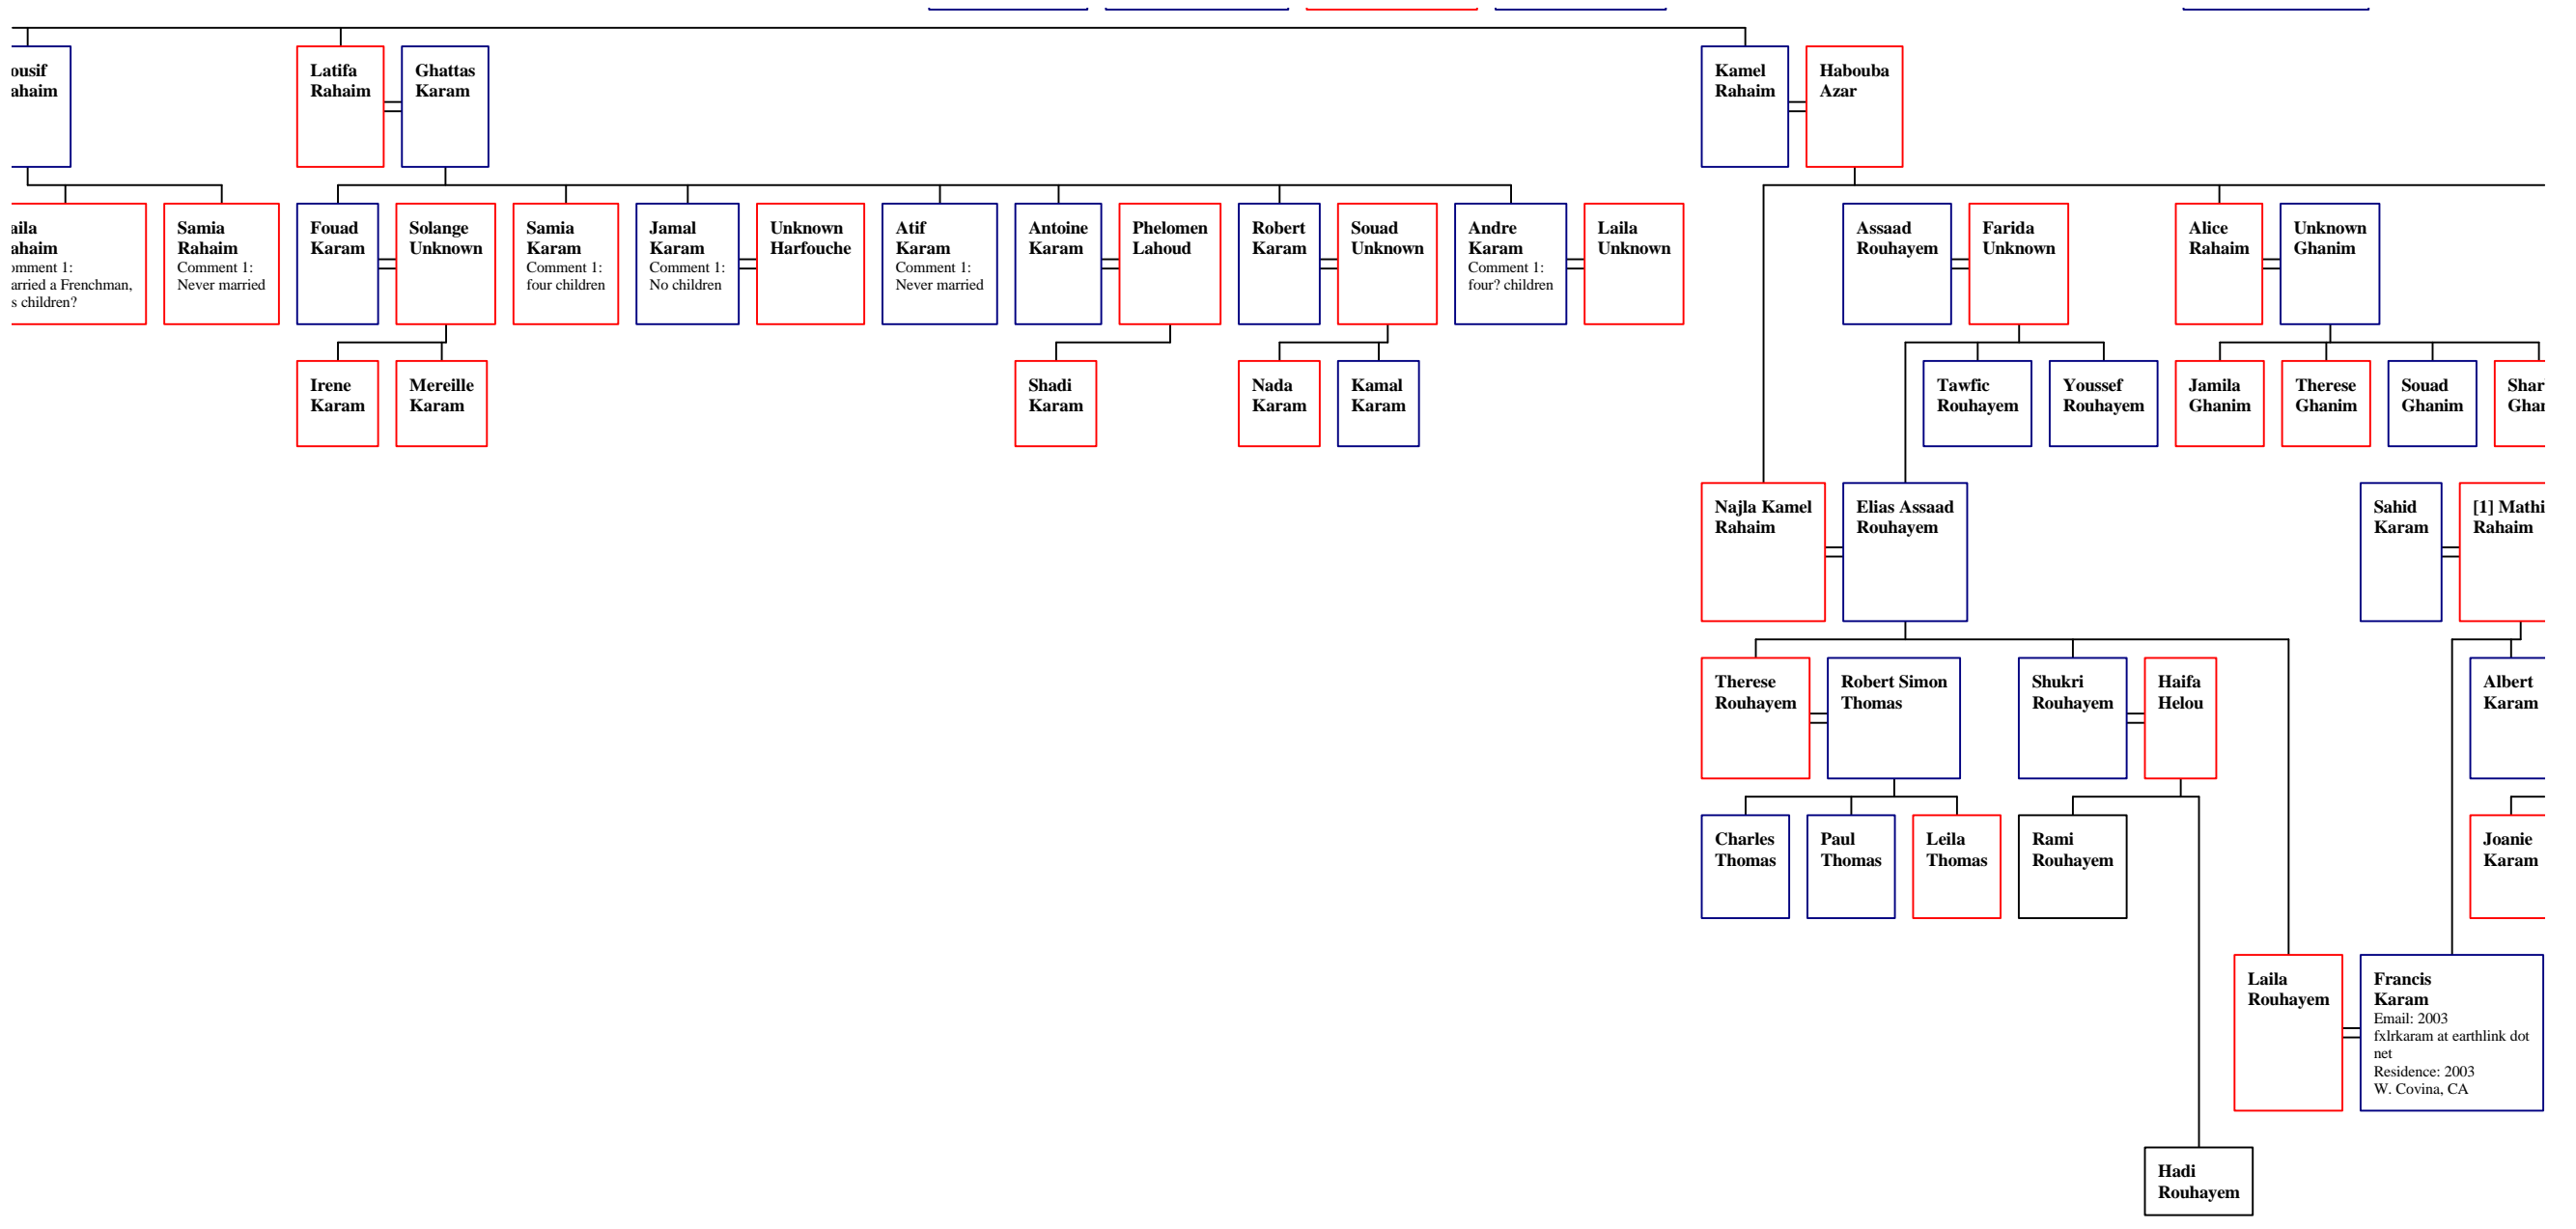 ousif
ahaim
Latifa
Rahaim
Ghattas
Karam
Kamel
Rahaim
Habouba
Azar
aila
ahaim
omment 1:
arried a Frenchman,
s children?
Samia
Rahaim
Comment 1:
Never married
Fouad
Karam
Solange
Unknown
Samia
Karam
Comment 1:
four children
Jamal
Karam
Comment 1:
No children
Unknown
Harfouche
Atif
Karam
Comment 1:
Never married
Antoine
Karam
Phelomen
Lahoud
Robert
Karam
Souad
Unknown
Andre
Karam
Comment 1:
four? children
Laila
Unknown
Assaad
Rouhayem
Farida
Unknown
Alice
Rahaim
Unknown
Ghanim
Irene
Karam
Mereille
Karam
Shadi
Karam
Nada
Karam
Kamal
Karam
Tawfic
Rouhayem
Youssef
Rouhayem
Jamila
Ghanim
Therese
Ghanim
Souad
Ghanim
Shar
Ghan
Najla Kamel
Rahaim
Elias Assaad
Rouhayem
Sahid
Karam
[1] Mathi
Rahaim
Therese
Rouhayem
Robert Simon
Thomas
Shukri
Rouhayem
Haifa
Helou
Albert
Karam
Charles
Thomas
Paul
Thomas
Leila
Thomas
Rami
Rouhayem
Joanie
Karam
Laila
Rouhayem
Francis
Karam
Email: 2003
fxlrkaram at earthlink dot
net
Residence: 2003
W. Covina, CA
Hadi
Rouhayem